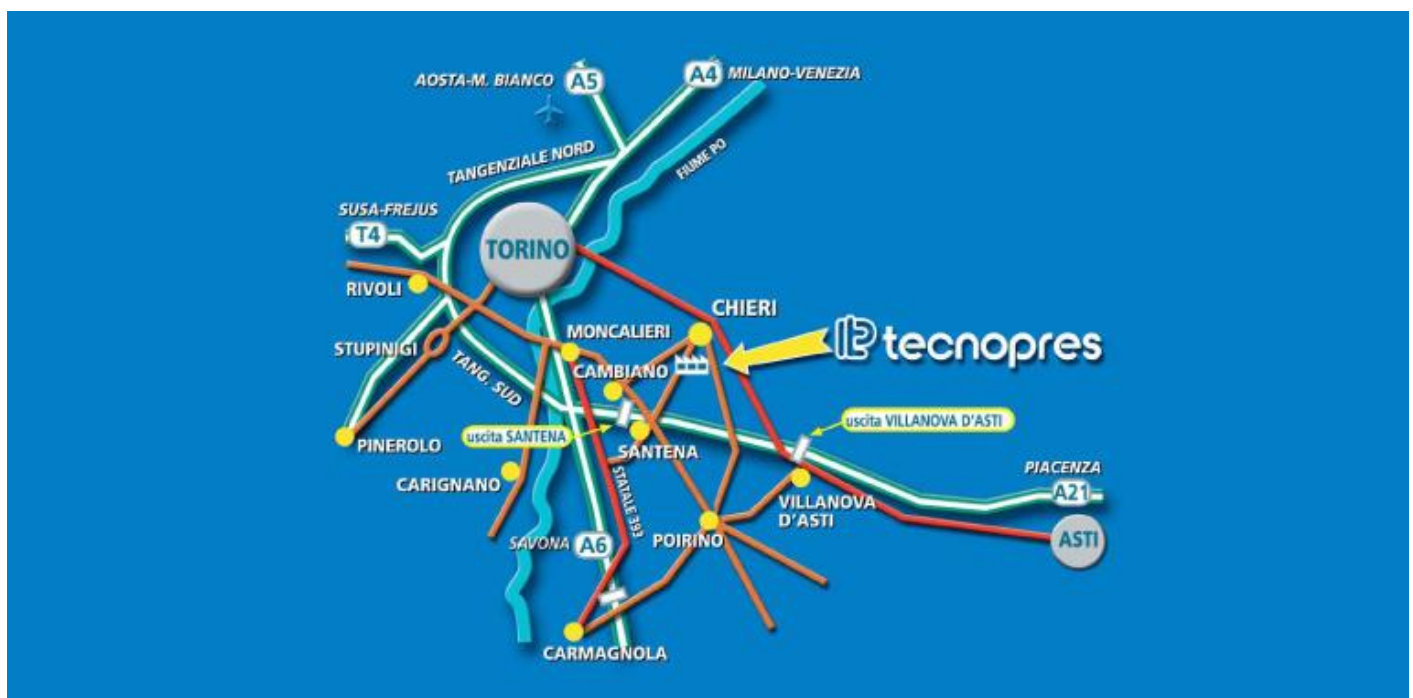 AOSTA-M. BIANCO
A5
A4
MILANO-VENEZIA
TANGENZIALE NORD
FIUME PO
SUSA-FREJUS
T4
TORINO
RIVOLI
CHIERI
MONCALIERI
tecnopres
STUPINIGI
CAMBIANO
TANG. SUD
uscita VILLANOVA D'ASTI
uscita SANTENA
PINEROLO
SANTENA
CARIGNANO
STATALE 393
PIACENZA
A21
VILLANOVA
D'ASTI
SAVONA
A6
POIRINO
ASTI
CARMAGNOLA